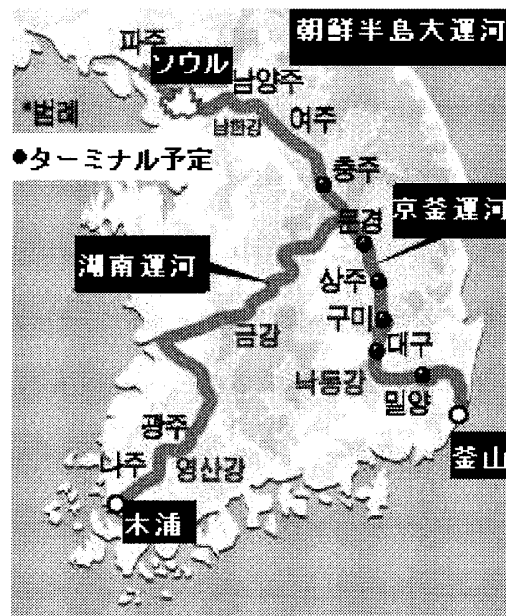 朝鮮半島大運河
파주
ソウル
남양주
*범례
남한강
여주
●ターミナル予定
충주
京釜運河
문경
湖南運河
상주
구미
금강
대구
낙동강
밀양
광주
釜山
나주
영산강
木浦